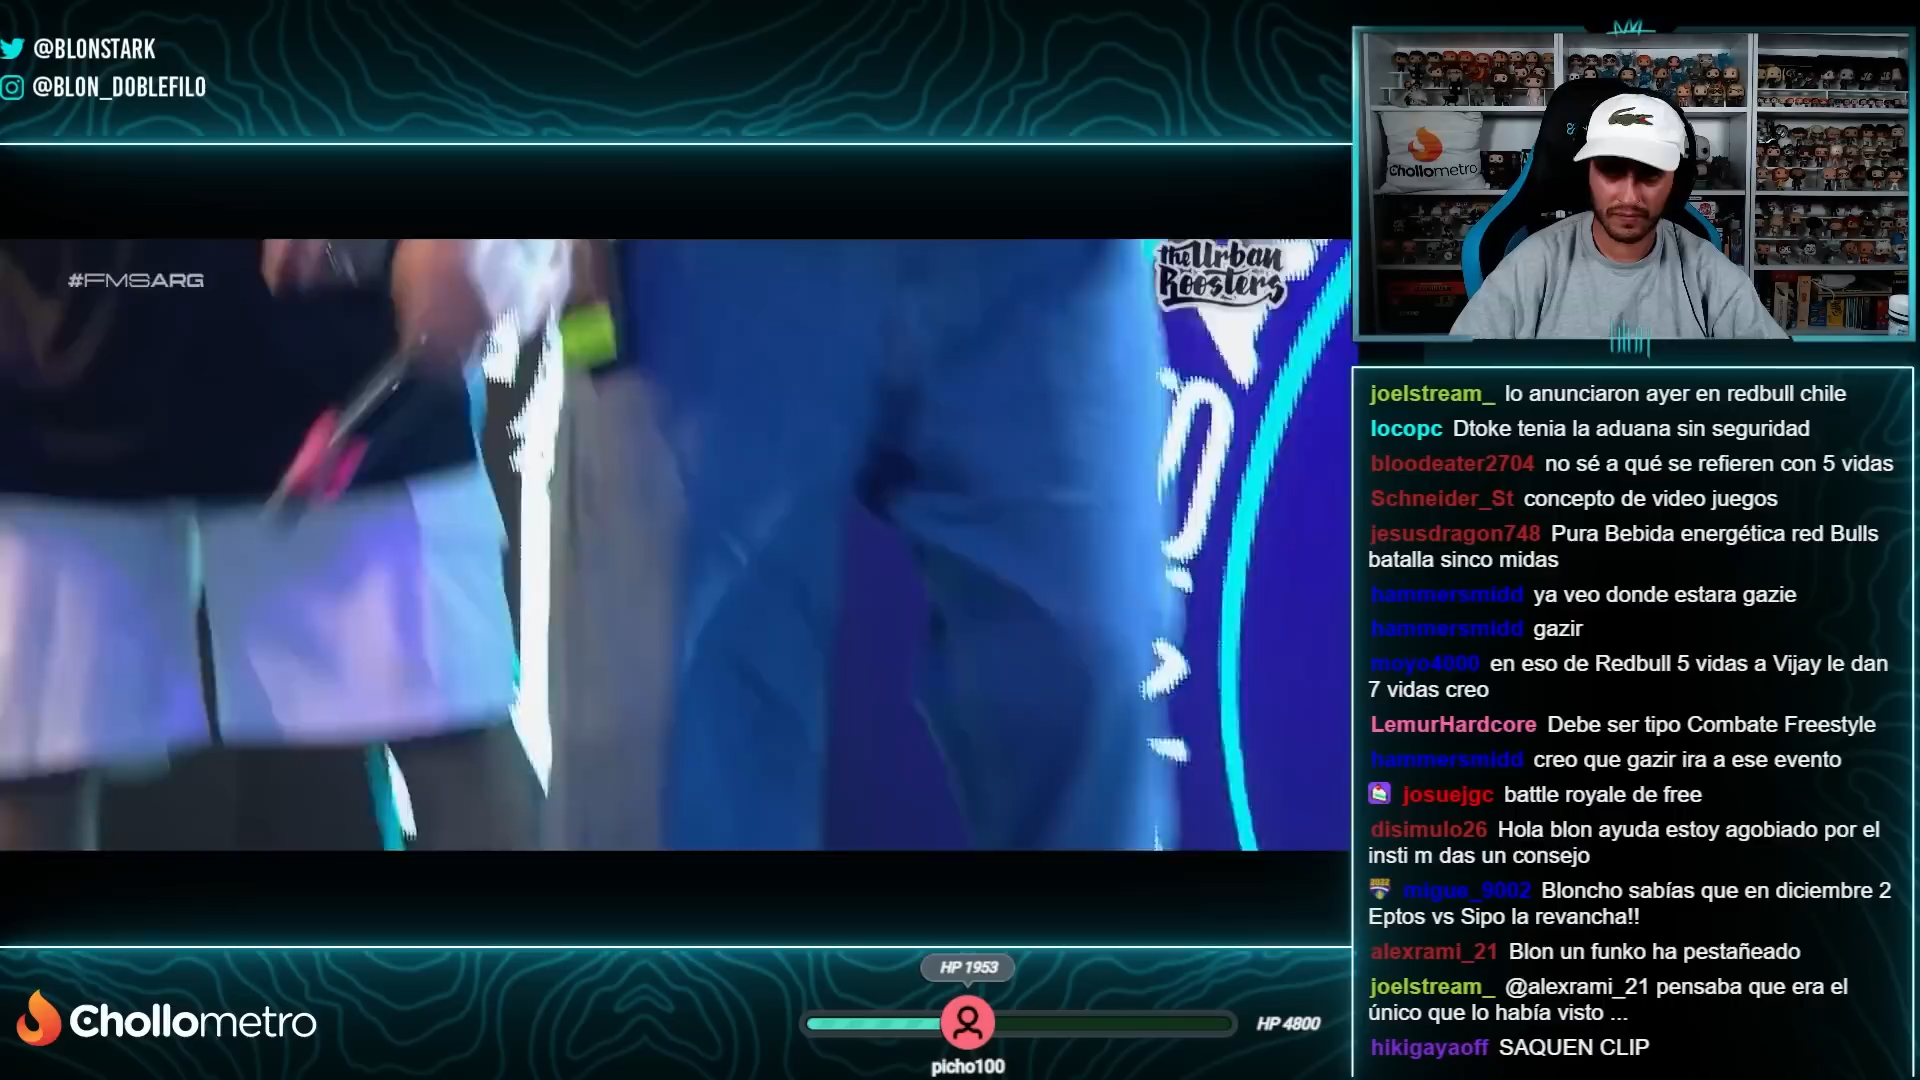 @BLONSTARK
@BLON_DOBLEFILO
#FMSARG
the Urban
Roosters
Chollometro
joelstream_ lo anunciaron ayer en redbull chile
locopc Dtoke tenia la aduana sin seguridad
bloodeater2704 no sé a qué se refieren con 5 vidas
Schneider_St concepto de video juegos
jesusdragon748 Pura Bebida energética red Bulls
batalla sinco midas
hammersmidd ya veo donde estara gazie
hammersmidd gazir
moyo4000 en eso de Redbull 5 vidas a Vijay le dan
7 vidas creo
LemurHardcore Debe ser tipo Combate Freestyle
hammersmidd creo que gazir ira a ese evento
josuejgc battle royale de free
disimulo26 Hola blon ayuda estoy agobiado por el
insti m das un consejo
migue_9002 Bloncho sabías que en diciembre 2
Eptos vs Sipo la revancha!!
alexrami_21 Blon un funko ha pestañeado
joelstream_ @alexrami_21 pensaba que era el
único que lo había visto ...
hikigayaoff SAQUEN CLIP
HP 1953
Chollometro
HP 4800
picho100